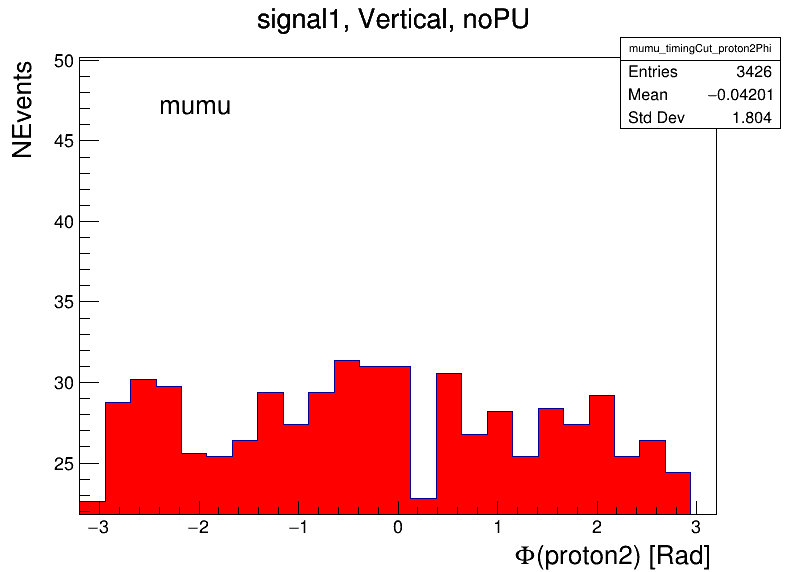 signal1, Vertical, noPU
mumu_timingCut_proton2Phi
Entries 3426
Mean −0.04201
Std Dev 1.804
NEvents
mumu
50
45
40
35
30
25
−3 −2 −1 0 1 2 3
Φ(proton2) [Rad]